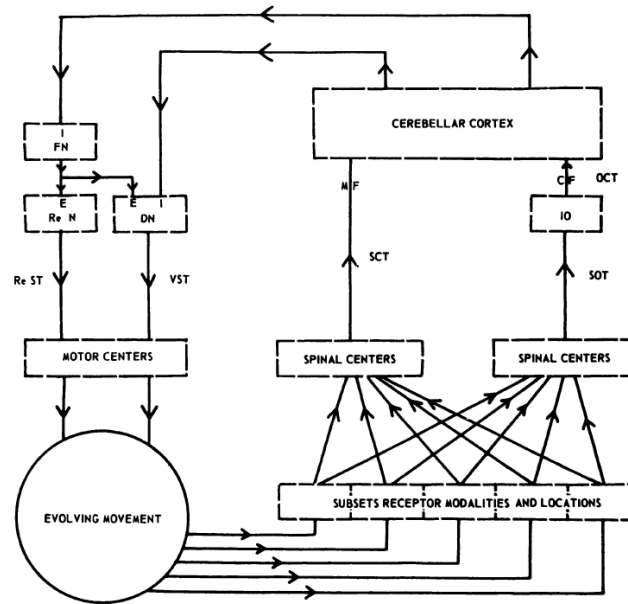 CEREBELLAR CORTEX
I
FN
MF
CF
OCT
E
E I
Re N
DN
IO
SCT
SOT
Re ST
VST
MOTOR CENTERS
SPINAL CENTERS
SPINAL CENTERS
SUBSETS RECEPTOR MODALITIES AND LOCATIONS
EVOLVING MOVEMENT